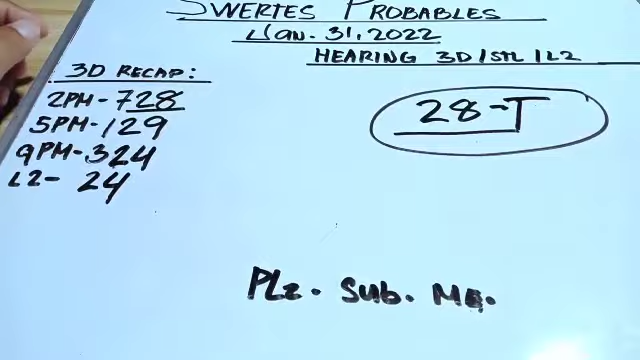 SWERTES PROBABLES
JAN. 31, 2022
HEARING 3D/STL/L2
3D RECAP:
2PM- 728
5PM- 129
9PM- 324
L2- 24
28-T
PLz. Sub. ME.